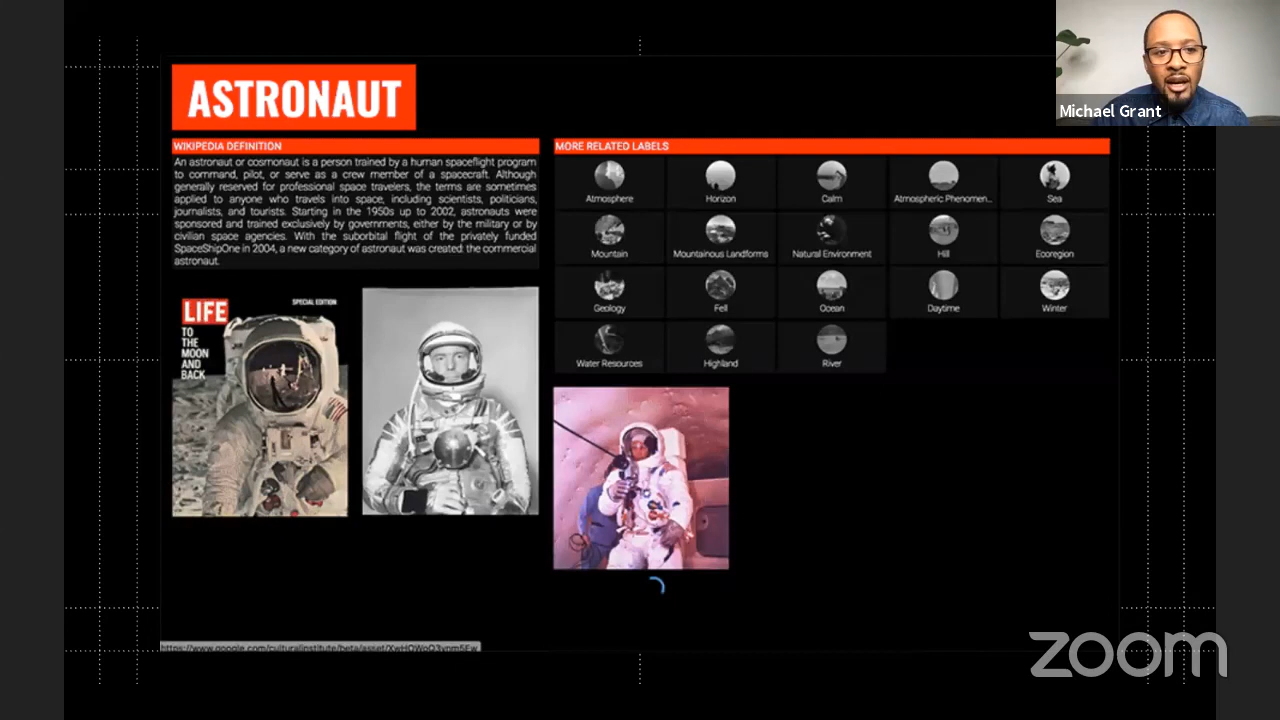 ASTRONAUT
Michael Grant
WIKIPEDIA DEFINITION
An astronaut or cosmonaut is a person trained by a human spaceflight program
to command, pilot, or serve as a crew member of a spacecraft. Although
generally reserved for professional space travelers, the terms are sometimes
applied to anyone who travels into space, including scientists, politicians,
journalists, and tourists. Starting in the 1950s up to 2002, astronauts were
sponsored and trained exclusively by governments, either by the military or by
civilian space agencies. With the suborbital flight of the privately funded
SpaceShipOne in 2004, a new category of astronaut was created: the commercial
astronaut.
MORE RELATED LABELS
Atmosphere
Horizon
Calm
Atmospheric Phenomen...
Sea
Mountain
Mountainous Landforms
Natural Environment
Hill
Ecoregion
Geology
Fell
Ocean
Daytime
Winter
Water Resources
Highland
River
LIFE
SPECIAL EDITION
TO
THE
MOON
AND
BACK
zoom